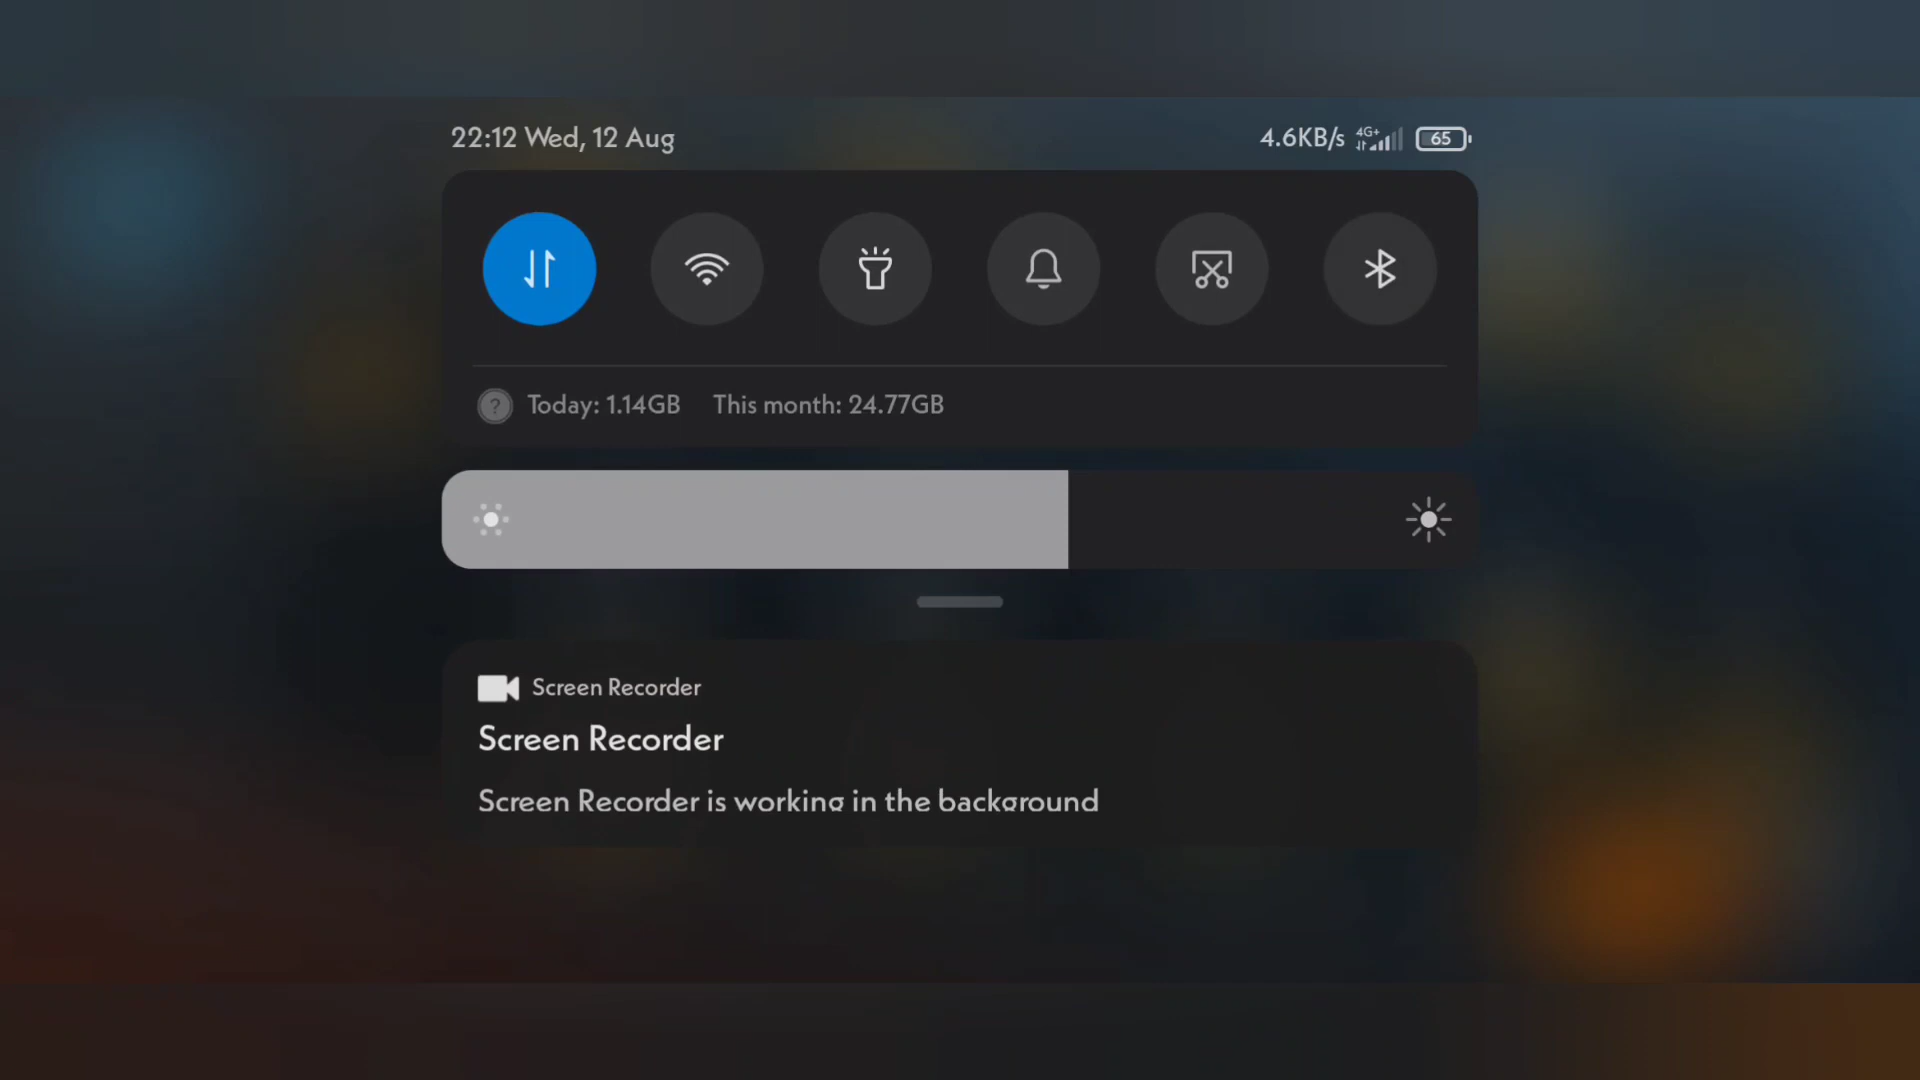 22:12 Wed, 12 Aug
4.6KB/s 4G+ 65
? Today: 1.14GB This month: 24.77GB
Screen Recorder
Screen Recorder
Screen Recorder is working in the background